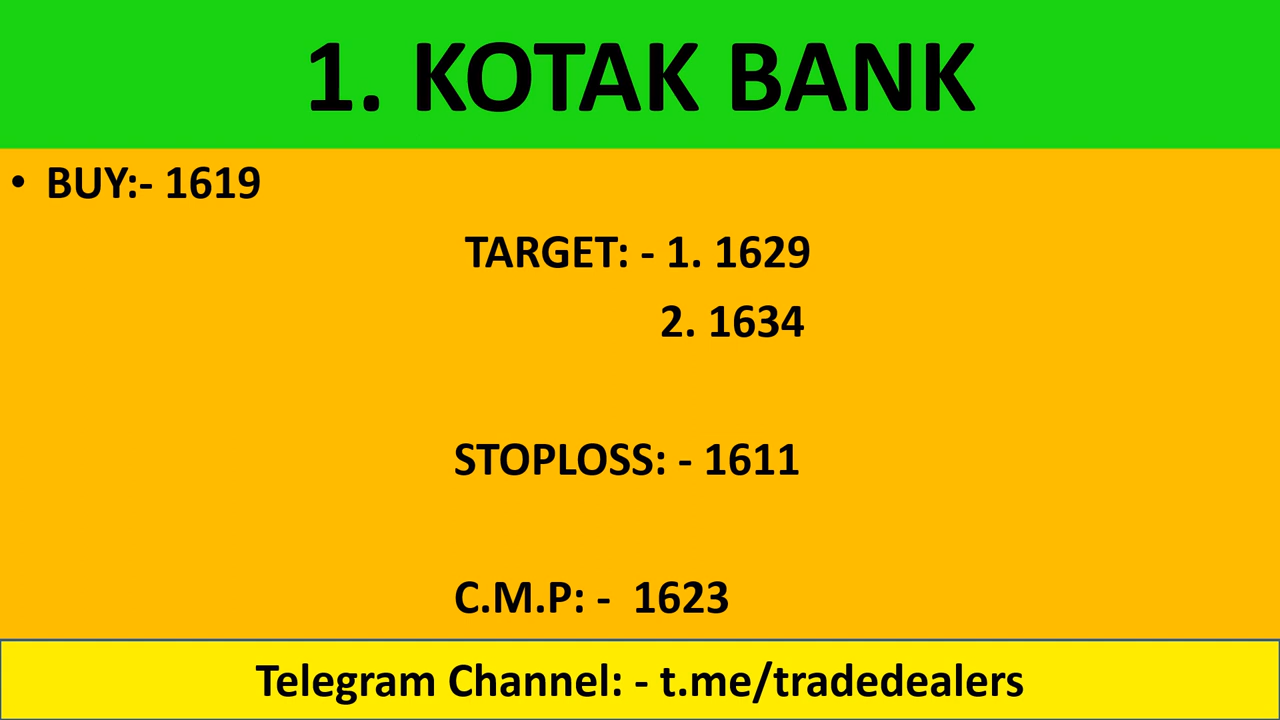 1. KOTAK BANK
• BUY:- 1619
TARGET: - 1. 1629
2. 1634
STOPLOSS: - 1611
C.M.P: - 1623
Telegram Channel: - t.me/tradedealers